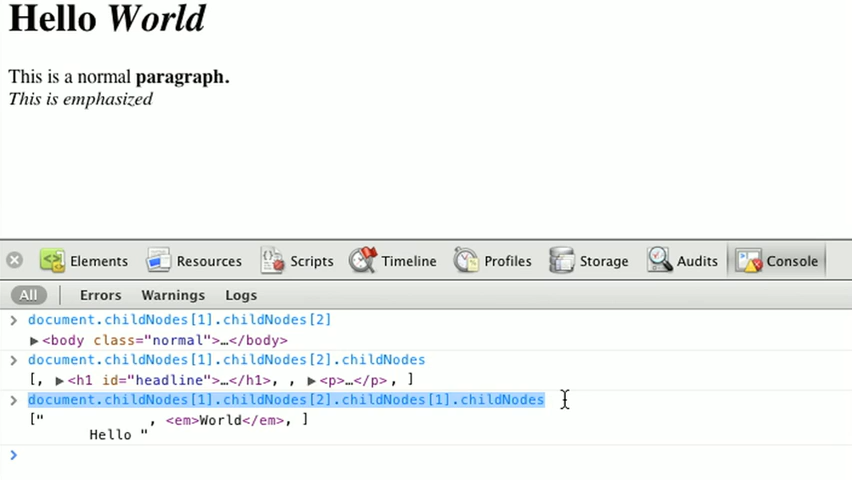 Hello World
This is a normal paragraph.
This is emphasized
Elements Resources Scripts Timeline Profiles Storage Audits Console
All Errors Warnings Logs
> document.childNodes[1].childNodes[2]
▶<body class="normal">…</body>
> document.childNodes[1].childNodes[2].childNodes
[, ▶<h1 id="headline">…</h1>, , ▶<p>…</p>, ]
> document.childNodes[1].childNodes[2].childNodes[1].childNodes
["          , <em>World</em>, ]
Hello "
>